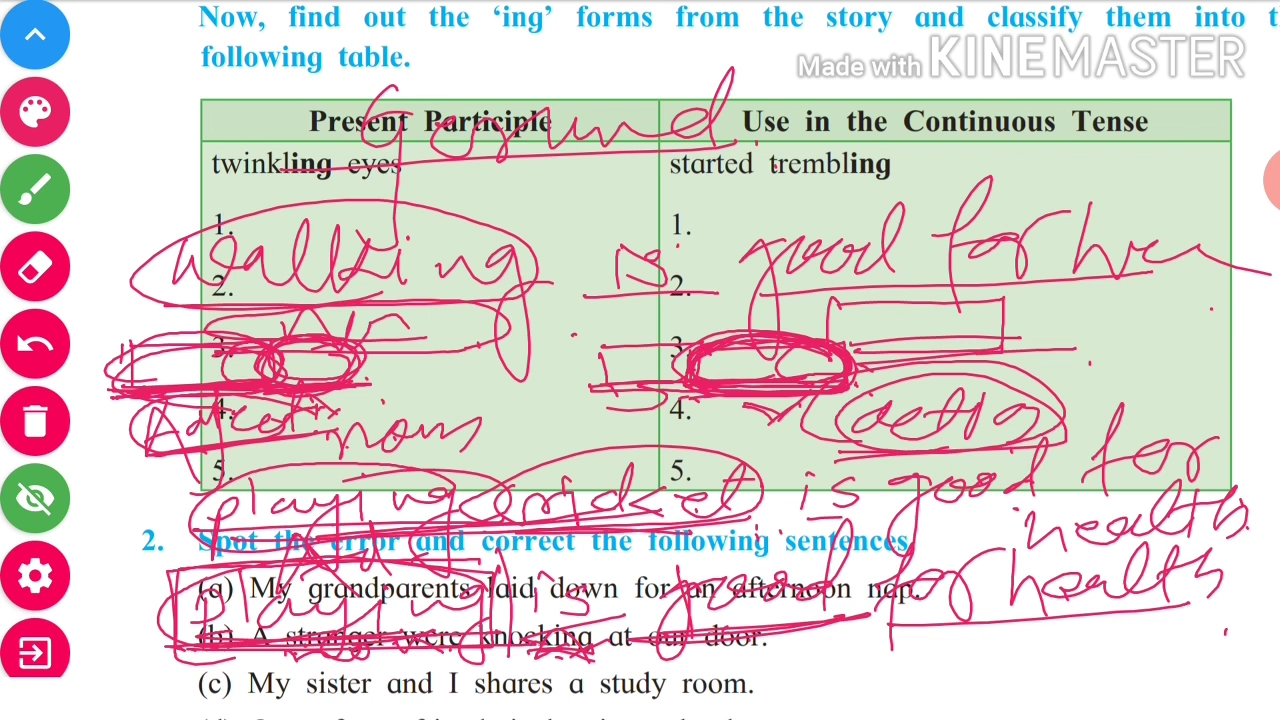 Now, find out the ‘ing’ forms from the story and classify them into t
following table.
Made with KINEMASTER
Present Participle Use in the Continuous Tense
Gorund
twinkling eyes started trembling
1. 1.
walking is good for
2. 2.
3. 3.
4. 4.
noun
5. 5.
playing cricket is good for
health
2. Spot the error and correct the following sentences.
(a) My grandparents laid down for an afternoon nap.
playing is good for health
(b) A stranger were knocking at our door.
(c) My sister and I shares a study room.